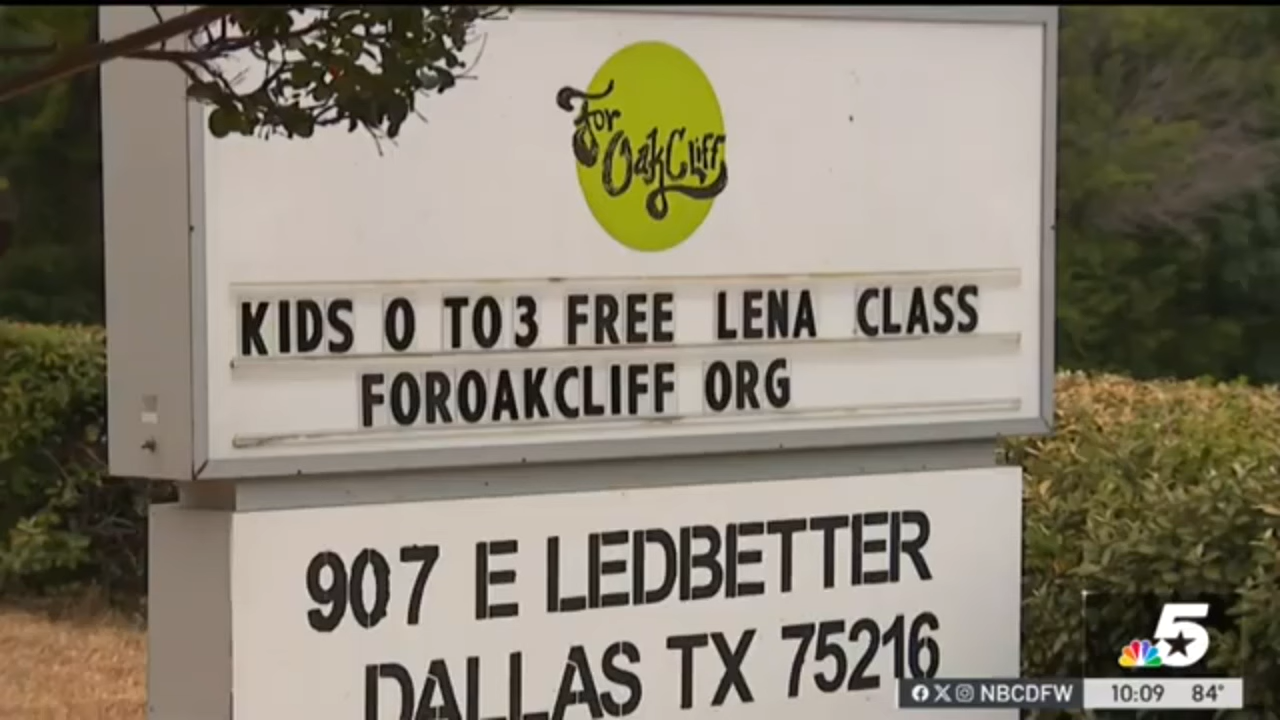 For
OakCliff
KIDS 0 TO3 FREE LENA CLASS
FOROAKCLIFF ORG
907 E LEDBETTER
DALLAS TX 75216
5
NBCDFW 10:09 84°